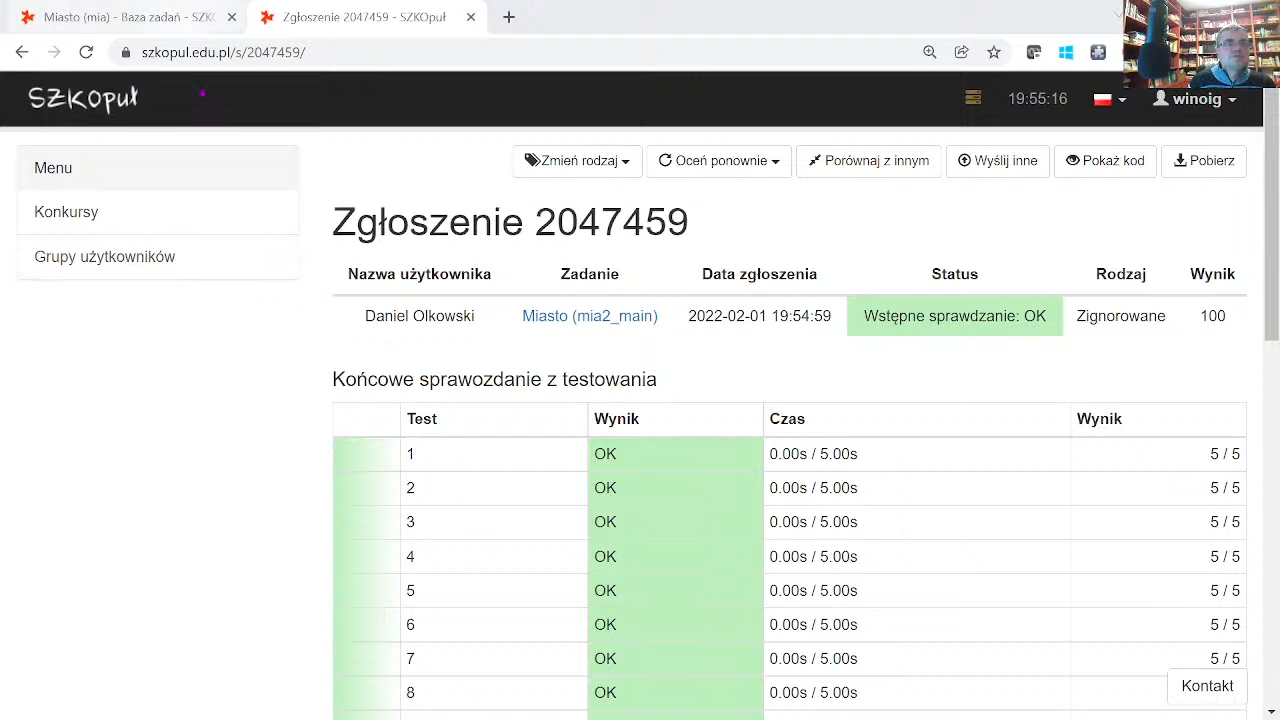 Miasto (mia) - Baza zadań - SZKO
Zgłoszenie 2047459 - SZKOpuł
szkopul.edu.pl/s/2047459/
SZKOpuł
19:55:16
winoig
Menu
Konkursy
Grupy użytkowników
Zmień rodzaj
Oceń ponownie
Porównaj z innym
Wyślij inne
Pokaż kod
Pobierz
Zgłoszenie 2047459
Nazwa użytkownika Zadanie Data zgłoszenia Status Rodzaj Wynik
Daniel Olkowski Miasto (mia2_main) 2022-02-01 19:54:59 Wstępne sprawdzanie: OK Zignorowane 100
Końcowe sprawozdanie z testowania
Test Wynik Czas Wynik
1 OK 0.00s / 5.00s 5 / 5
2 OK 0.00s / 5.00s 5 / 5
3 OK 0.00s / 5.00s 5 / 5
4 OK 0.00s / 5.00s 5 / 5
5 OK 0.00s / 5.00s 5 / 5
6 OK 0.00s / 5.00s 5 / 5
7 OK 0.00s / 5.00s 5 / 5
8 OK 0.00s / 5.00s
Kontakt